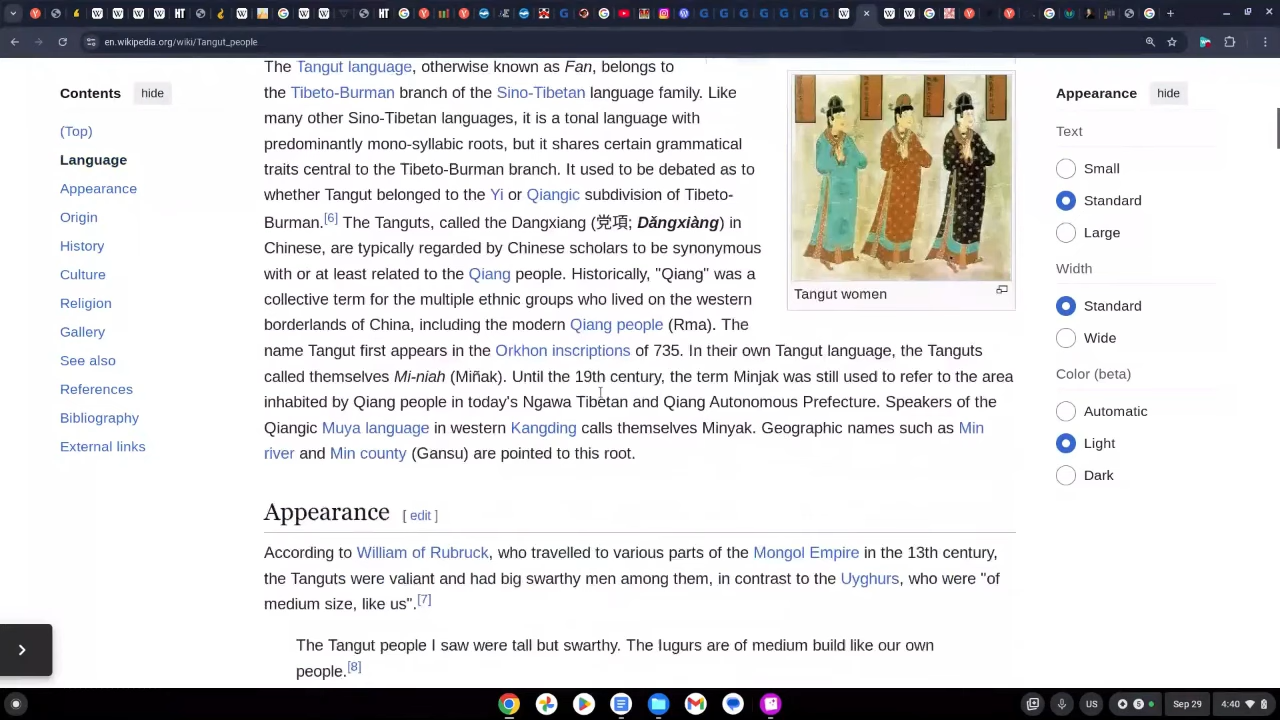 en.wikipedia.org/wiki/Tangut_people
Contents hide
(Top)
Language
Appearance
Origin
History
Culture
Religion
Gallery
See also
References
Bibliography
External links
The Tangut language, otherwise known as Fan, belongs to
the Tibeto-Burman branch of the Sino-Tibetan language family. Like
many other Sino-Tibetan languages, it is a tonal language with
predominantly mono-syllabic roots, but it shares certain grammatical
traits central to the Tibeto-Burman branch. It used to be debated as to
whether Tangut belonged to the Yi or Qiangic subdivision of Tibeto-
Burman.[6] The Tanguts, called the Dangxiang (党項; Dǎngxiàng) in
Chinese, are typically regarded by Chinese scholars to be synonymous
with or at least related to the Qiang people. Historically, "Qiang" was a
collective term for the multiple ethnic groups who lived on the western
borderlands of China, including the modern Qiang people (Rma). The
name Tangut first appears in the Orkhon inscriptions of 735. In their own Tangut language, the Tanguts
called themselves Mi-niah (Miñak). Until the 19th century, the term Minjak was still used to refer to the area
inhabited by Qiang people in today's Ngawa Tibetan and Qiang Autonomous Prefecture. Speakers of the
Qiangic Muya language in western Kangding calls themselves Minyak. Geographic names such as Min
river and Min county (Gansu) are pointed to this root.
Tangut women
Appearance [ edit ]
According to William of Rubruck, who travelled to various parts of the Mongol Empire in the 13th century,
the Tanguts were valiant and had big swarthy men among them, in contrast to the Uyghurs, who were "of
medium size, like us".[7]
The Tangut people I saw were tall but swarthy. The Iugurs are of medium build like our own
people.[8]
Appearance hide
Text
Small
Standard
Large
Width
Standard
Wide
Color (beta)
Automatic
Light
Dark
US
5
Sep 29
4:40